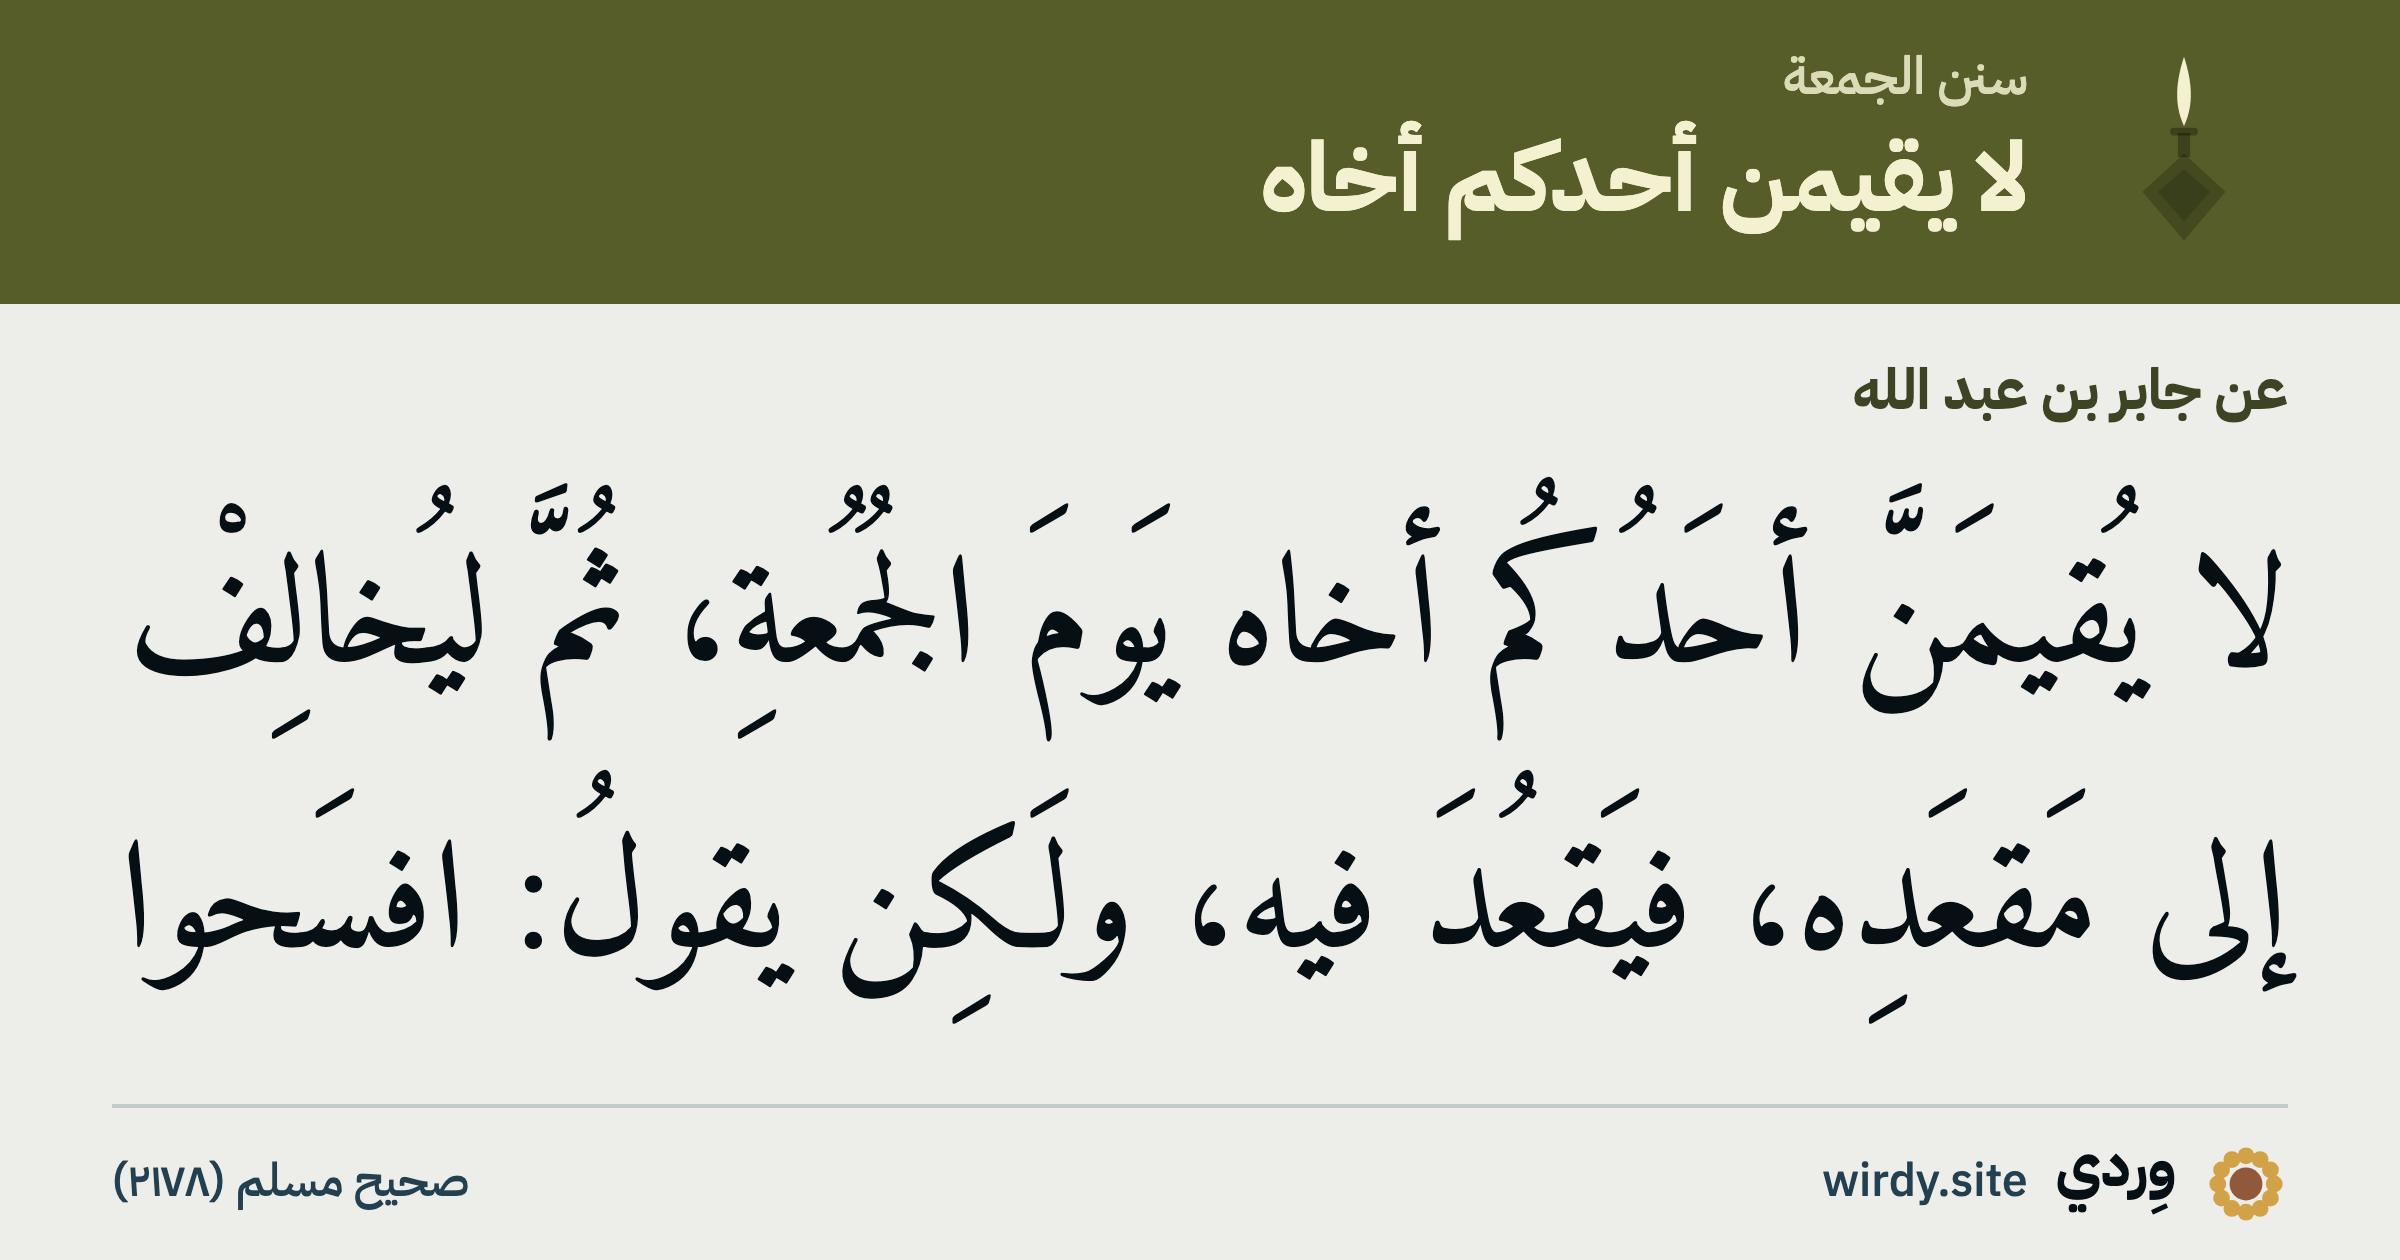 سنن الجمعة
لا يقيمن أحدكم أخاه
عن جابر بن عبد الله
لا يُقيمَنَّ أحَدُكُم أخاه يَومَ الجُمُعةِ، ثُمَّ ليُخالِفْ
إلى مَقعَدِه، فيَقعُدَ فيه، ولَكِن يقولُ: افسَحوا
وِردي wirdy.site
صحيح مسلم (٢١٧٨)